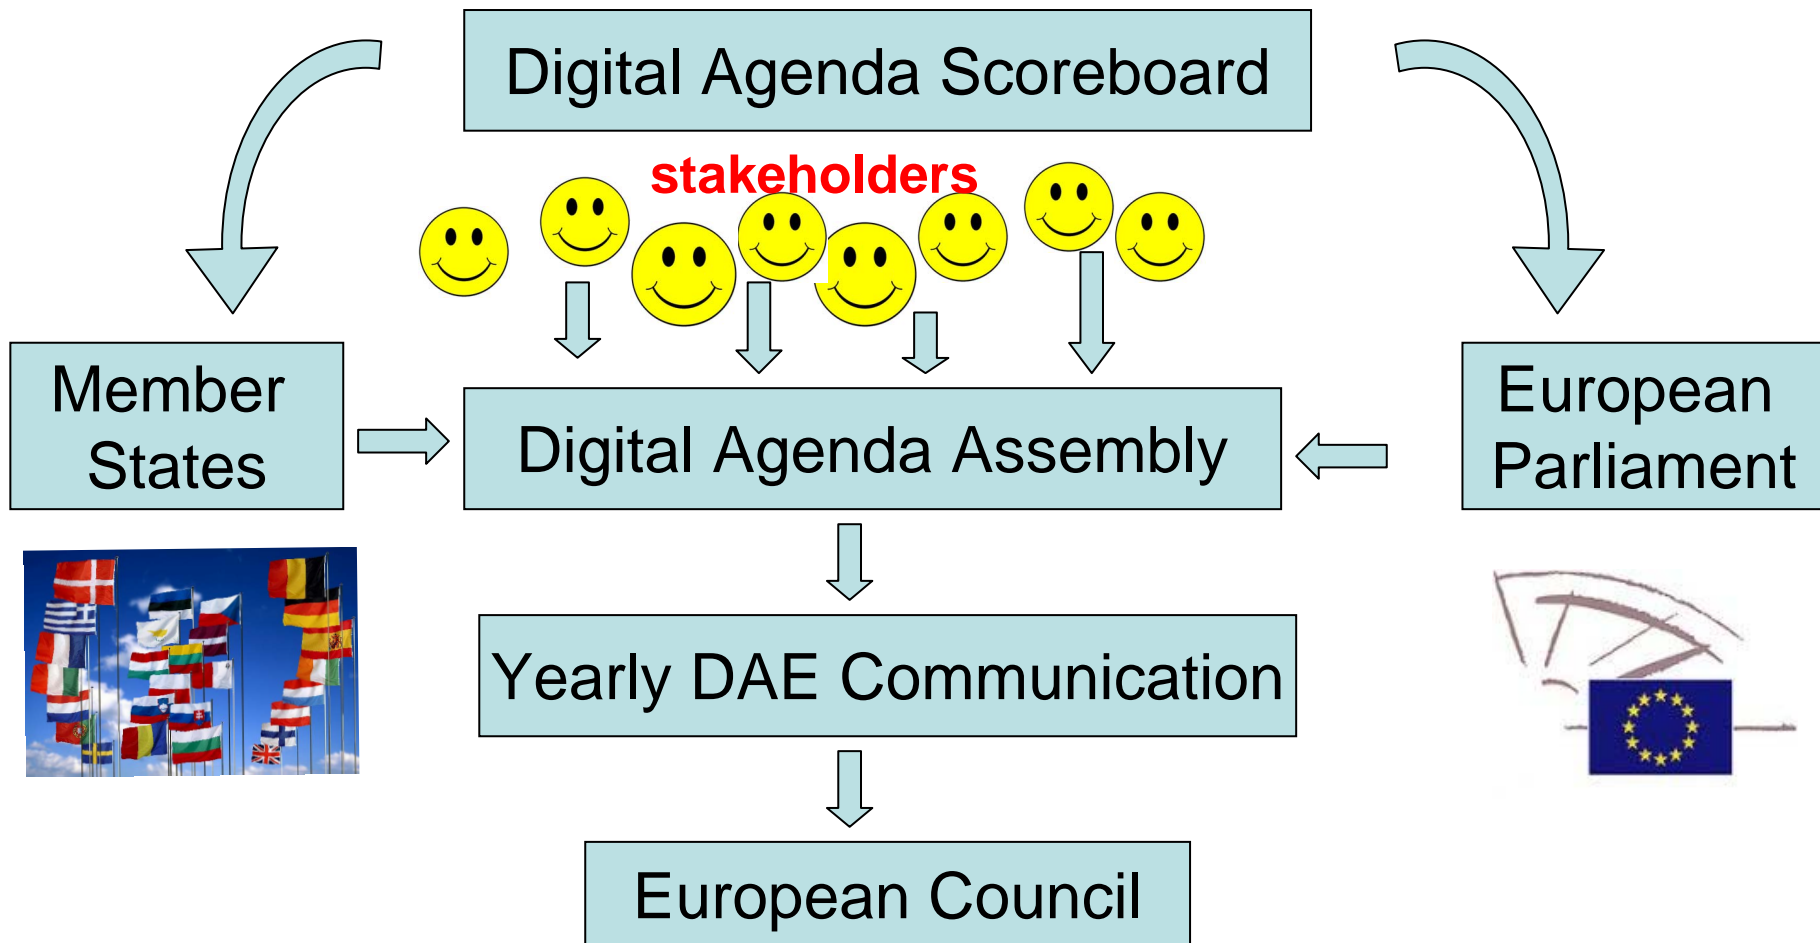 Digital Agenda Scoreboard
stakeholders
Member
States
Digital Agenda Assembly
European
Parliament
Yearly DAE Communication
European Council